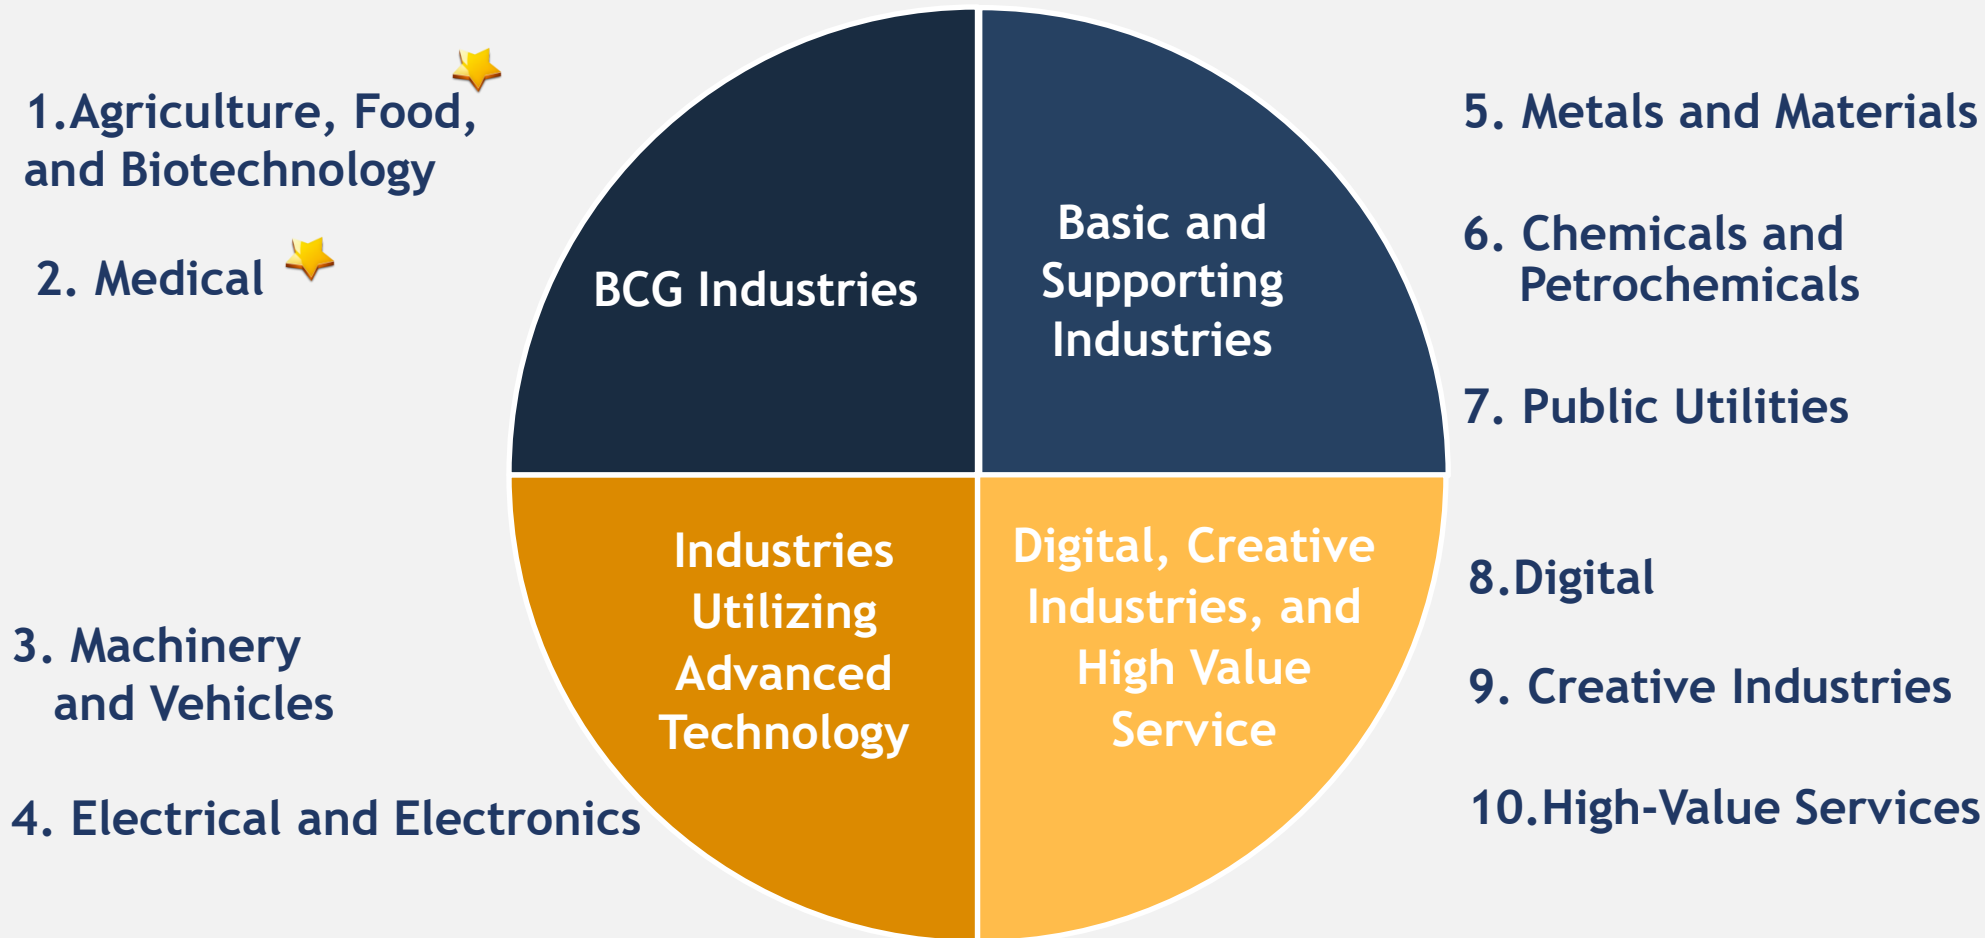 1.Agriculture, Food,
and Biotechnology
2. Medical
BCG Industries
Basic and
Supporting
Industries
5. Metals and Materials
6. Chemicals and
Petrochemicals
7. Public Utilities
3. Machinery
and Vehicles
4. Electrical and Electronics
Industries
Utilizing
Advanced
Technology
Digital, Creative
Industries, and
High Value
Service
8.Digital
9. Creative Industries
10.High-Value Services